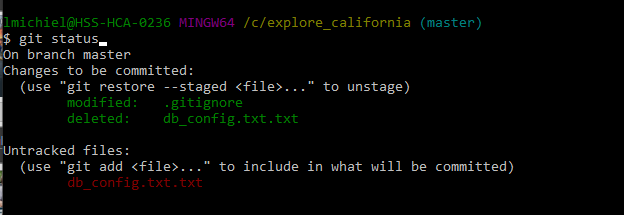 lmichiel@HSS-HCA-0236 MINGW64 /c/explore_california (master)
$ git status
On branch master
Changes to be committed:
  (use "git restore --staged <file>..." to unstage)
        modified:   .gitignore
        deleted:    db_config.txt.txt

Untracked files:
  (use "git add <file>..." to include in what will be committed)
        db_config.txt.txt